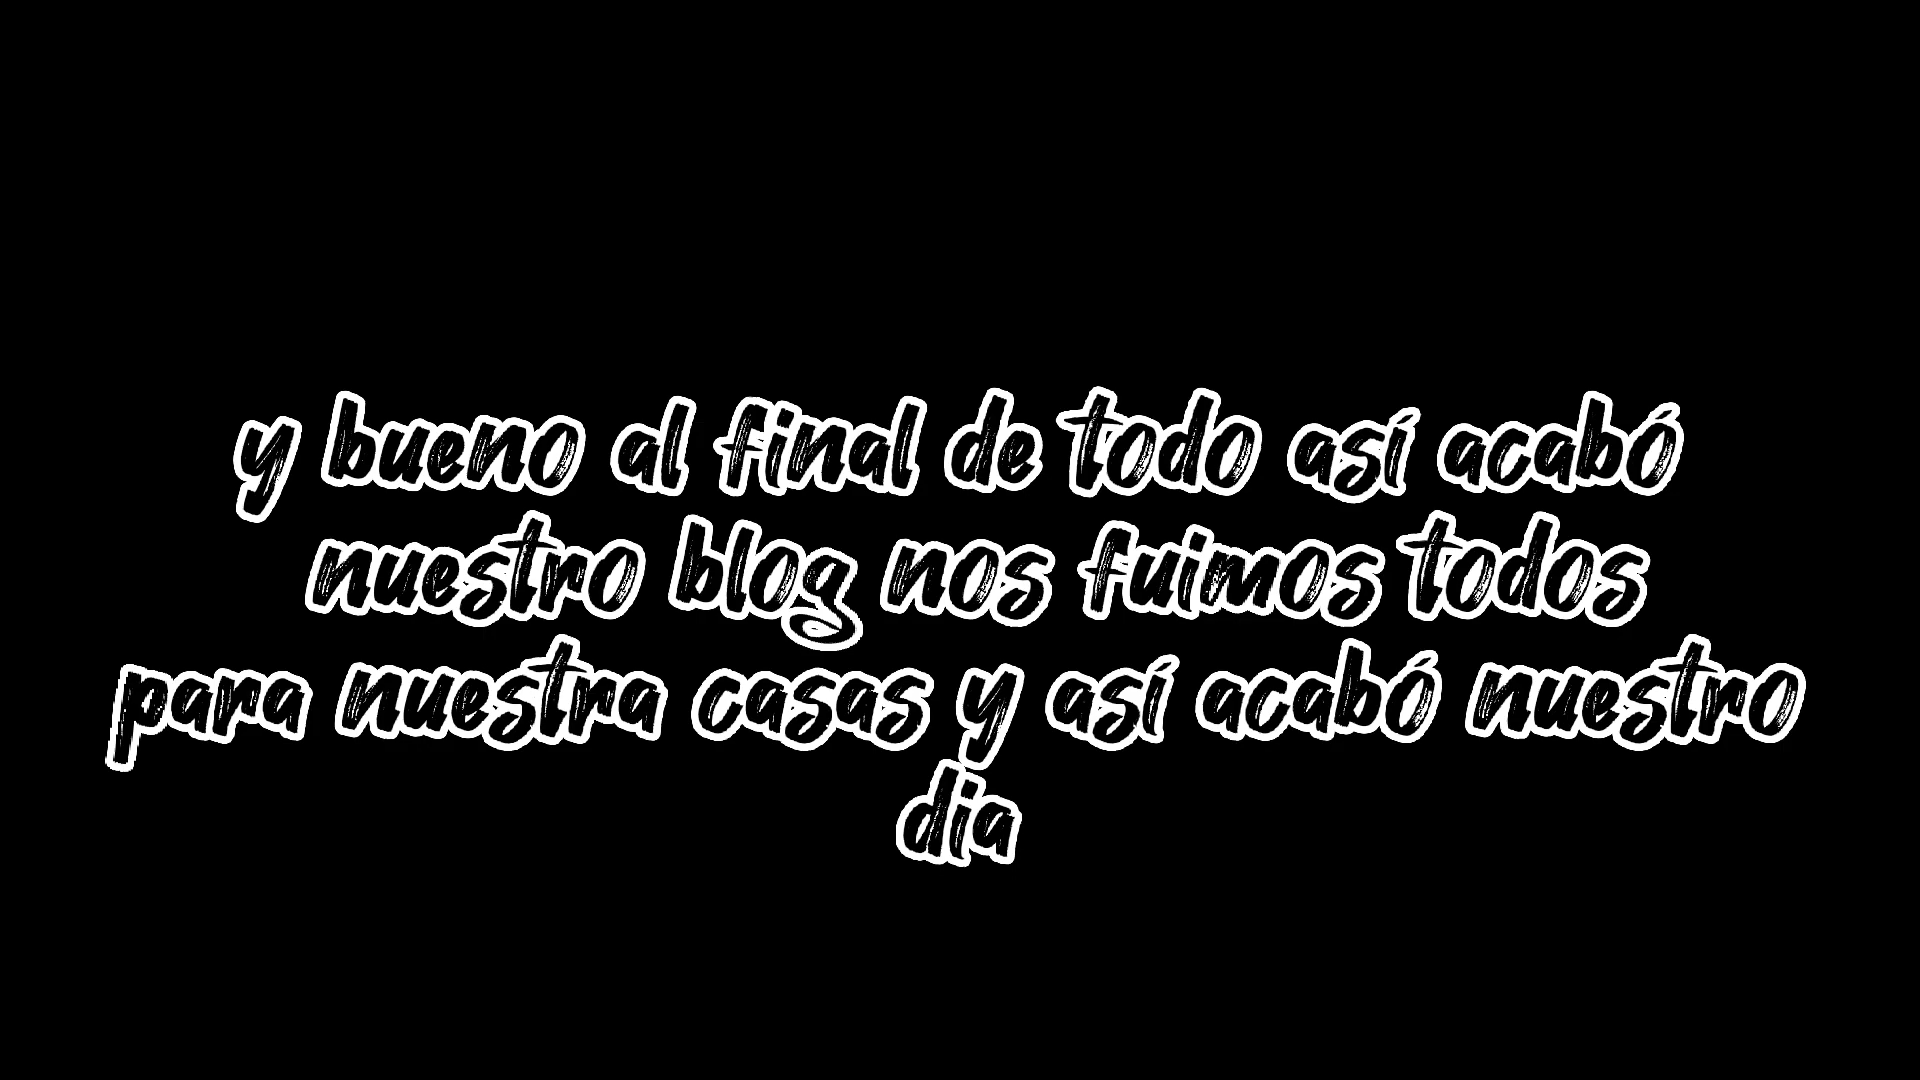 y bueno al final de todo así acabó
nuestro blog nos fuimos todos
para nuestra casas y así acabó nuestro
dia